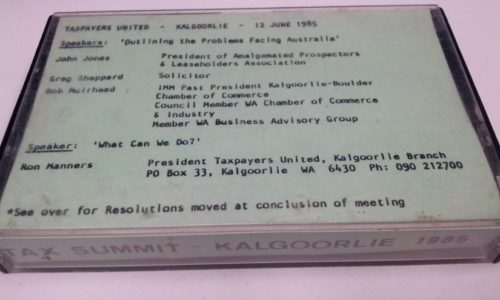 TAXPAYERS UNITED - KALGOORLIE - 12 JUNE 1985
Speakers: 'Outlining the Problems Facing Australia'
John Jones President of Amalgamated Prospectors
& Leaseholders Association
Greg Sheppard Solicitor
Bob Muirhead IMM Past President Kalgoorlie-Boulder
Chamber of Commerce
Council Member WA Chamber of Commerce
& Industry
Member WA Business Advisory Group
Speaker: 'What Can We Do?'
Ron Manners President Taxpayers United, Kalgoorlie Branch
PO Box 33, Kalgoorlie WA 6430 Ph: 090 212700
*See over for Resolutions moved at conclusion of meeting
TAX SUMMIT - KALGOORLIE 1985